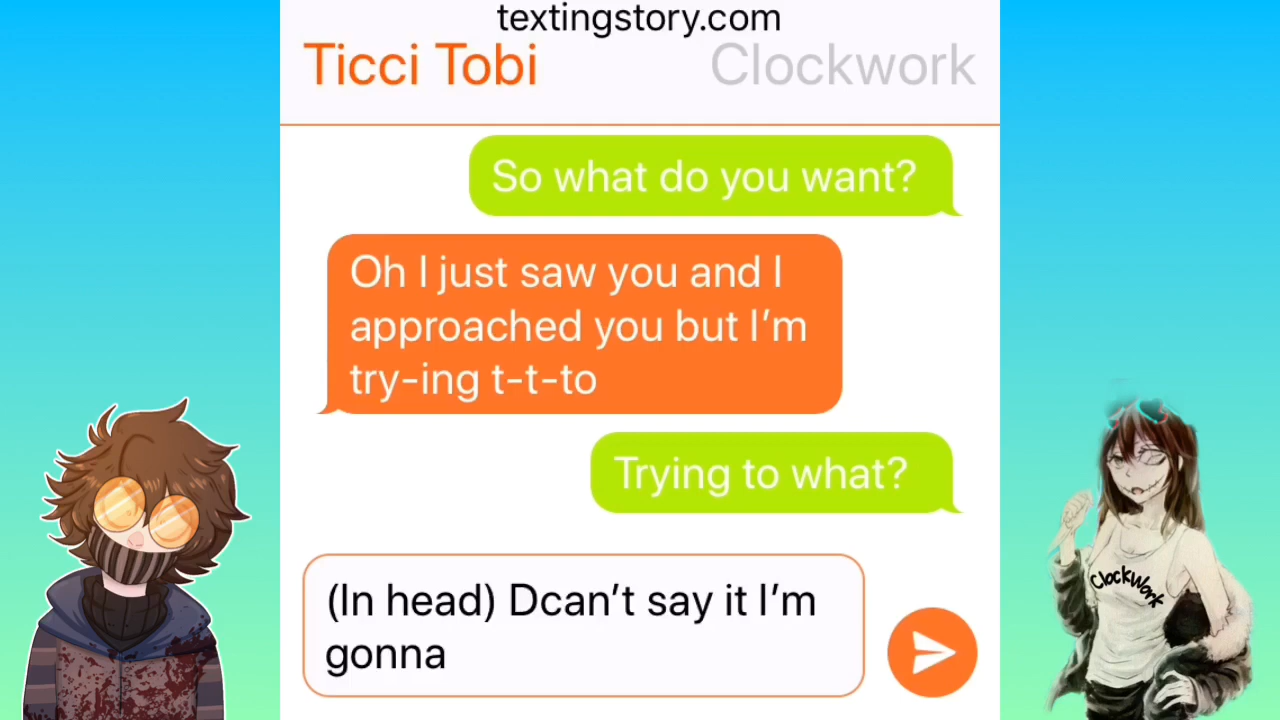 textingstory.com
Ticci Tobi
Clockwork
So what do you want?
Oh I just saw you and I
approached you but I’m
try-ing t-t-to
Trying to what?
(In head) Dcan’t say it I’m
gonna
ClockWork